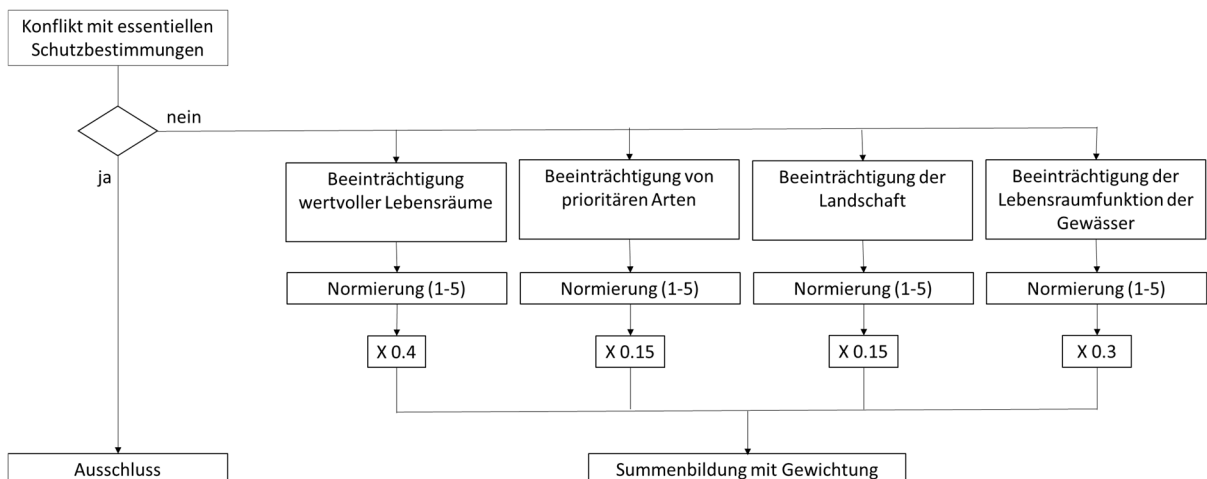 Konflikt mit essentiellen
Schutzbestimmungen
nein
ja
Beeinträchtigung
wertvoller Lebensräume
Beeinträchtigung von
prioritären Arten
Beeinträchtigung der
Landschaft
Beeinträchtigung der
Lebensraumfunktion der
Gewässer
Normierung (1-5)
Normierung (1-5)
Normierung (1-5)
Normierung (1-5)
X 0.4
X 0.15
X 0.15
X 0.3
Ausschluss
Summenbildung mit Gewichtung